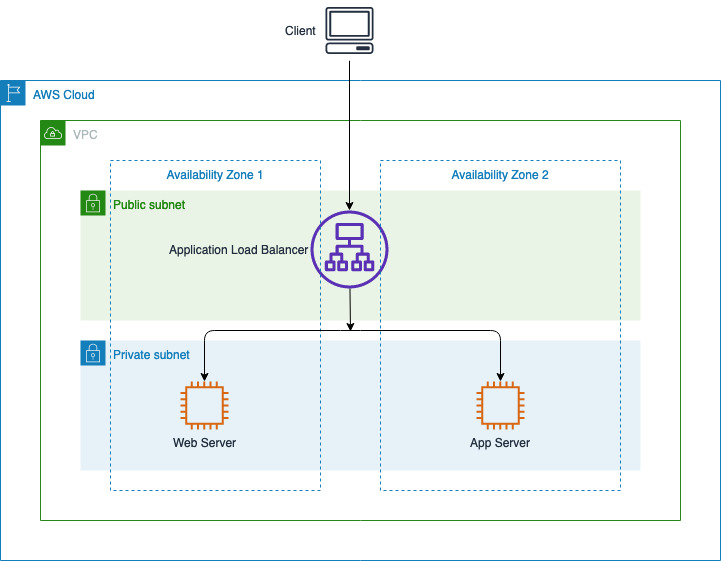 Client
AWS Cloud
VPC
Availability Zone 1
Availability Zone 2
Public subnet
Application Load Balancer
Private subnet
Web Server
App Server